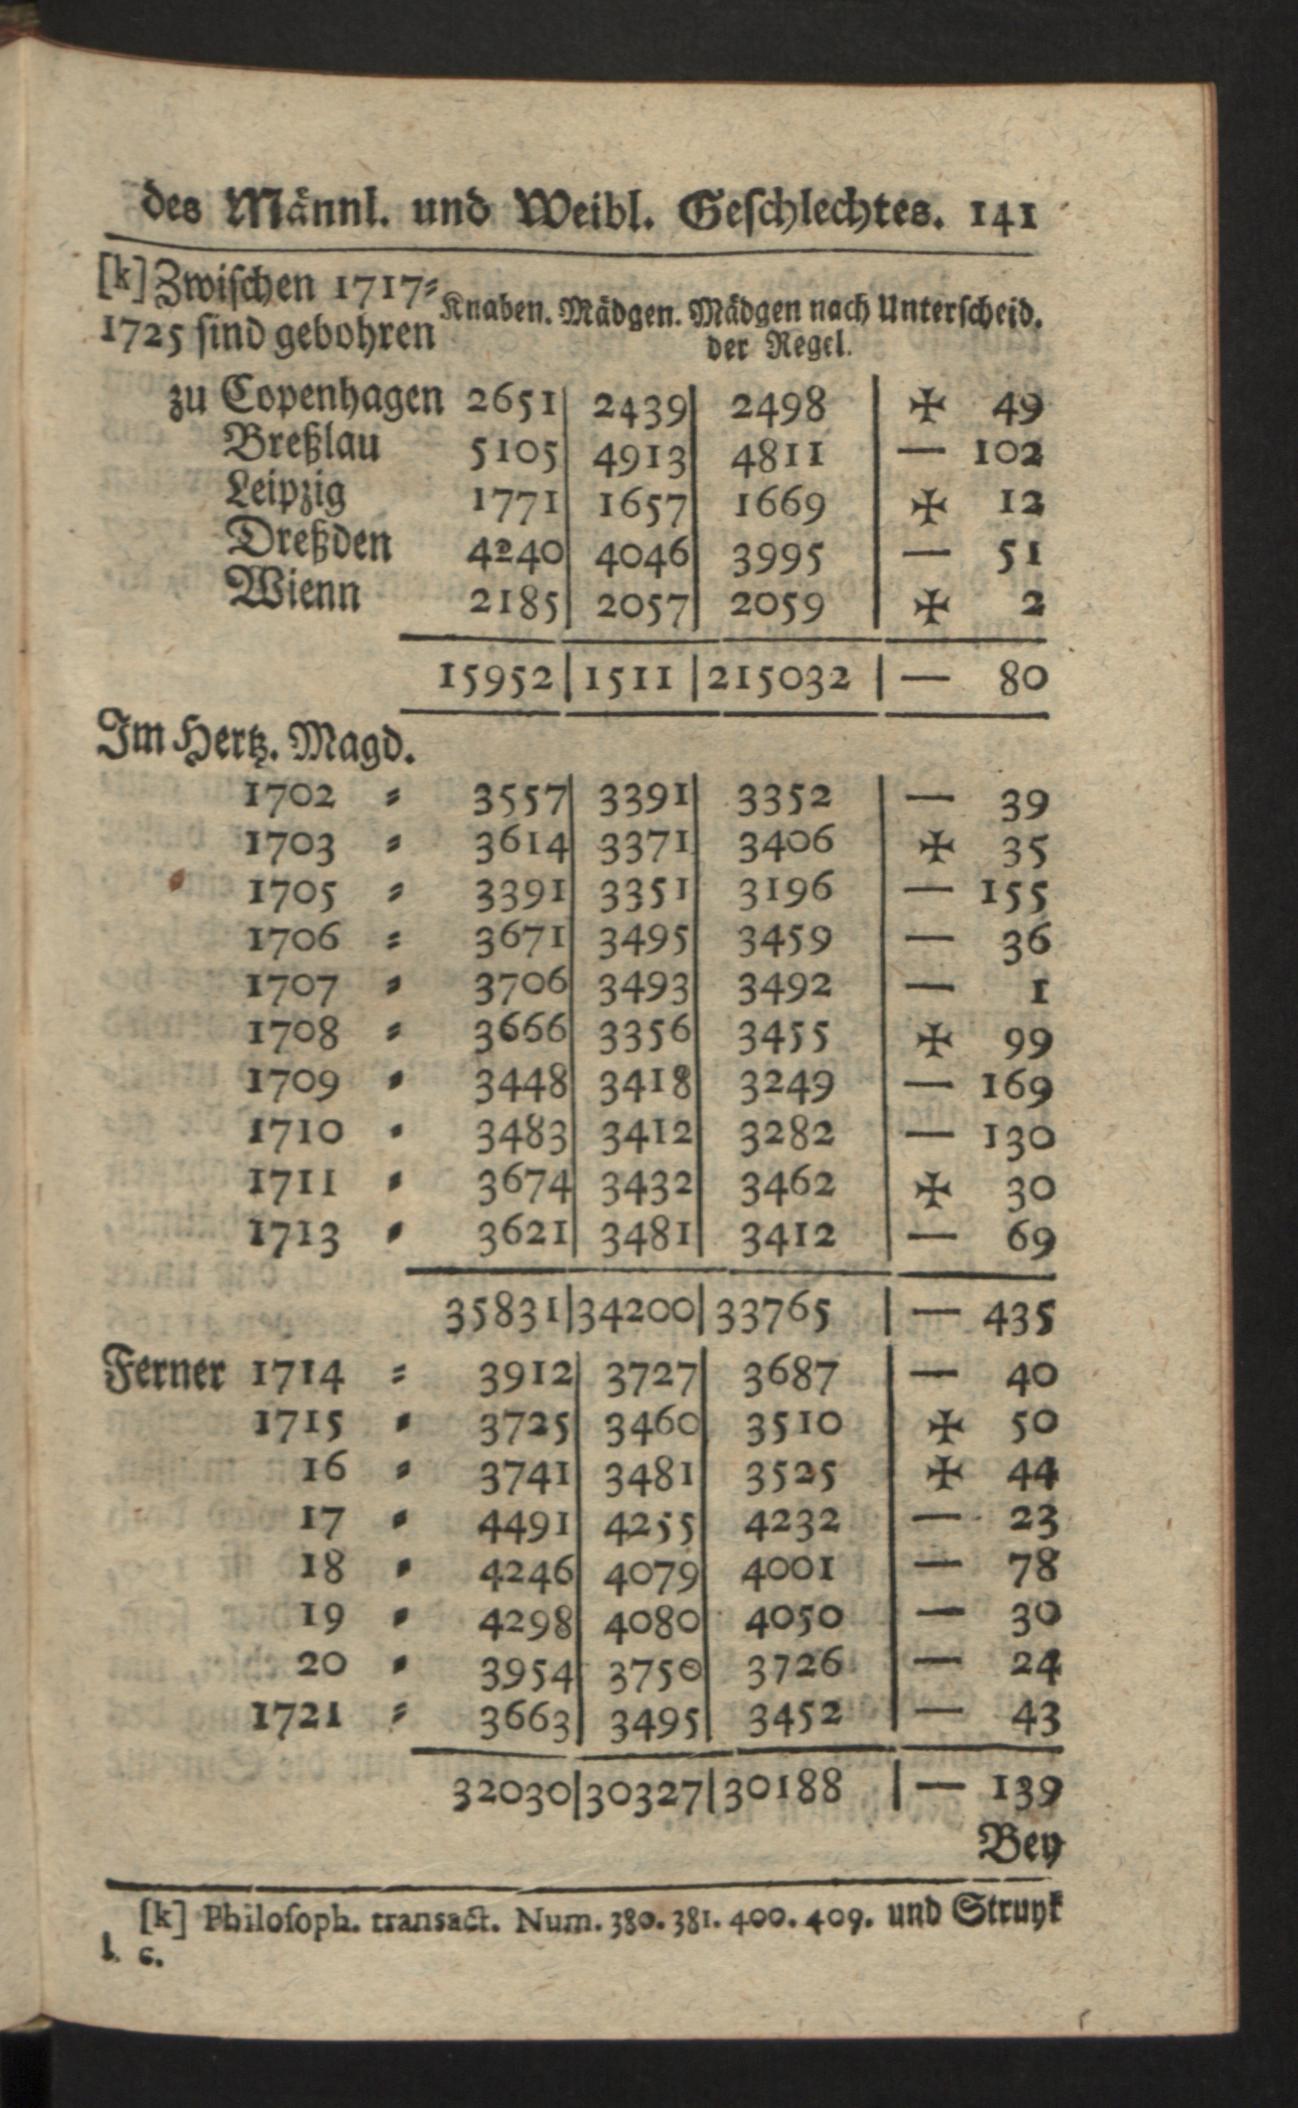 des Männl. und Weibl. Geſchlechtes. 141
[k] Zwiſchen 1717⸗
1725 ſind gebohren
Knaben. Mädgen. Mädgen nach Unterſcheid.
der Regel.
zu Copenhagen 2651 | 2439 | 2498 | ✠ 49
Breßlau 5105 | 4913 | 4811 | — 102
Leipzig 1771 | 1657 | 1669 | ✠ 12
Dreßden 4240 | 4046 | 3995 | — 51
Wienn 2185 | 2057 | 2059 | ✠ 2
15952 | 1511 | 215032 | — 80
Im Hertz. Magd.
1702 ⸗ 3557 | 3391 | 3352 | — 39
1703 ⸗ 3614 | 3371 | 3406 | ✠ 35
1705 ⸗ 3391 | 3351 | 3196 | — 155
1706 ⸗ 3671 | 3495 | 3459 | — 36
1707 ⸗ 3706 | 3493 | 3492 | — 1
1708 ⸗ 3666 | 3356 | 3455 | ✠ 99
1709 ⸗ 3448 | 3418 | 3249 | — 169
1710 ⸗ 3483 | 3412 | 3282 | — 130
1711 ⸗ 3674 | 3432 | 3462 | ✠ 30
1713 ⸗ 3621 | 3481 | 3412 | — 69
35831 | 34200 | 33765 | — 435
Ferner 1714 ⸗ 3912 | 3727 | 3687 | — 40
1715 ⸗ 3725 | 3460 | 3510 | ✠ 50
16 ⸗ 3741 | 3481 | 3525 | ✠ 44
17 ⸗ 4491 | 4255 | 4232 | — 23
18 ⸗ 4246 | 4079 | 4001 | — 78
19 ⸗ 4298 | 4080 | 4050 | — 30
20 ⸗ 3954 | 3750 | 3726 | — 24
1721 ⸗ 3663 | 3495 | 3452 | — 43
32030 | 30327 | 30188 | — 139
Bey
[k] Philoſoph. transact. Num. 380. 381. 400. 409. und Struyk
l. c.